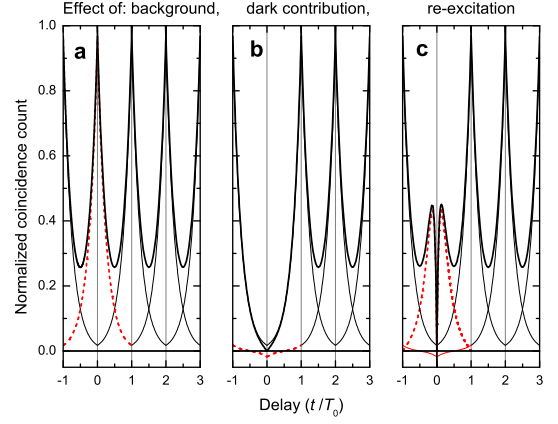 Effect of: background, dark contribution, re-excitation
a b c
Normalized coincidence count
1.0
0.8
0.6
0.4
0.2
0.0
-1 0 1 2 3 -1 0 1 2 3 -1 0 1 2 3
Delay (t/T0)